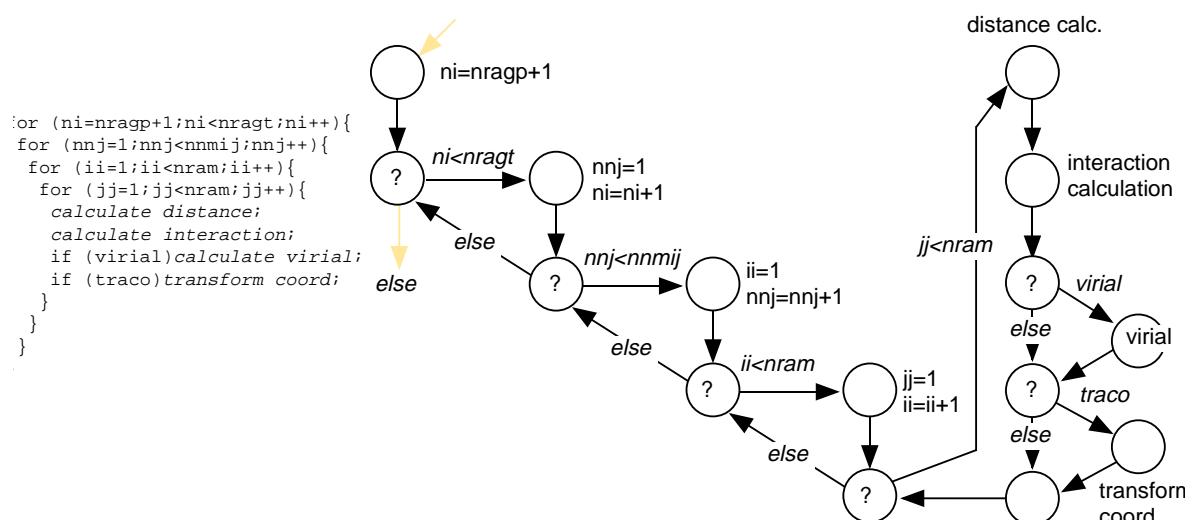 distance calc.
ni=nragp+1
for (ni=nragp+1;ni<nragt;ni++){
for (nnj=1;nnj<nnmij;nnj++){
for (ii=1;ii<nram;ii++){
for (jj=1;jj<nram;jj++){
calculate distance;
calculate interaction;
if (virial)calculate virial;
if (traco)transform coord;
}
}
}
?
ni<nragt
nnj=1
ni=ni+1
interaction
calculation
else
else
?
nnj<nnmij
ii=1
nnj=nnj+1
jj<nram
?
virial
else
virial
else
?
ii<nram
jj=1
ii=ii+1
?
traco
else
else
?
transform
coord